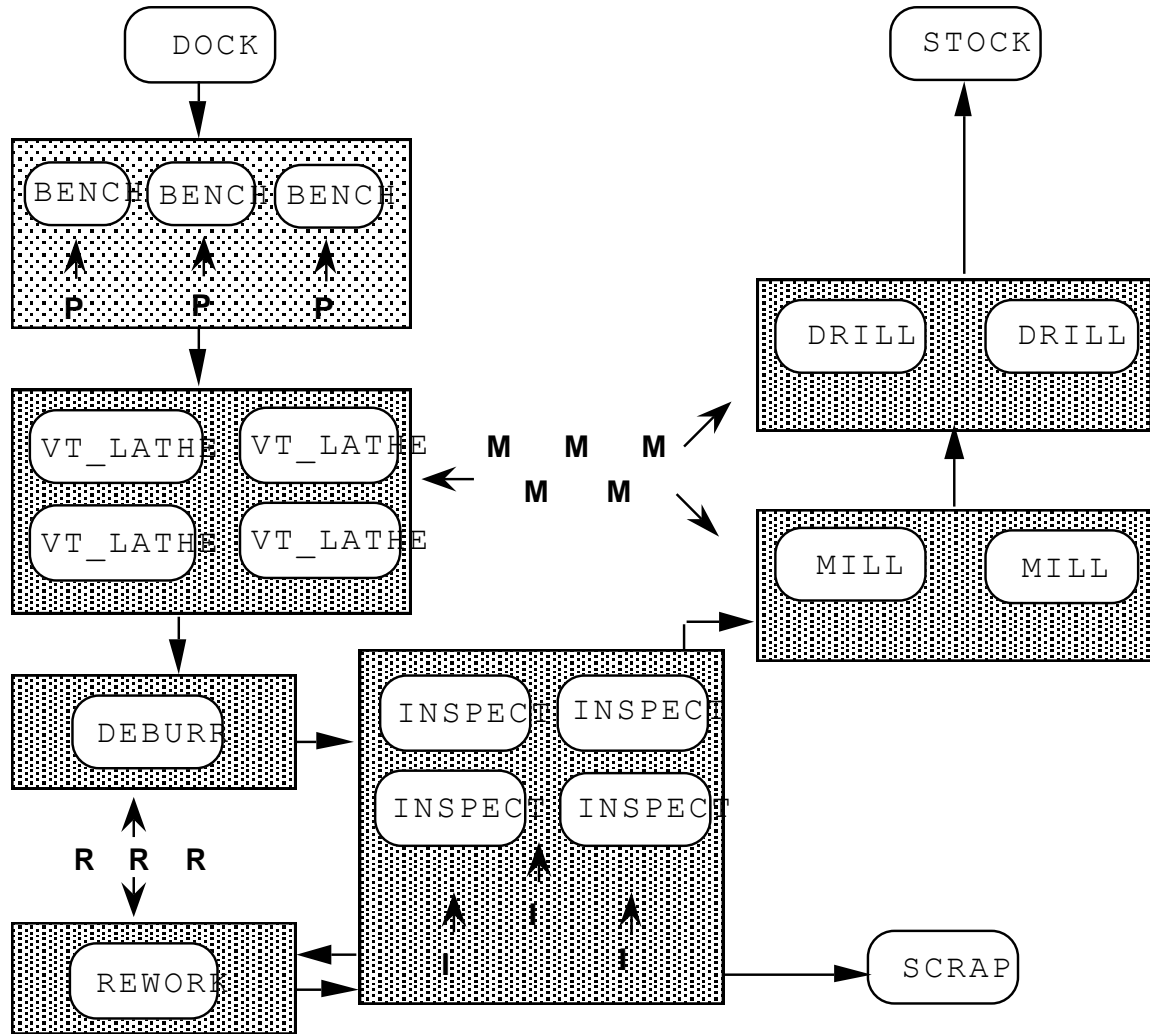 DOCK STOCK
BENCH BENCH BENCH
P P P
DRILL DRILL
VT_LATHE VT_LATHE
M M M
M M
VT_LATHE VT_LATHE
MILL MILL
INSPECT INSPECT
DEBURR
INSPECT INSPECT
R R R
I
I I
REWORK
SCRAP